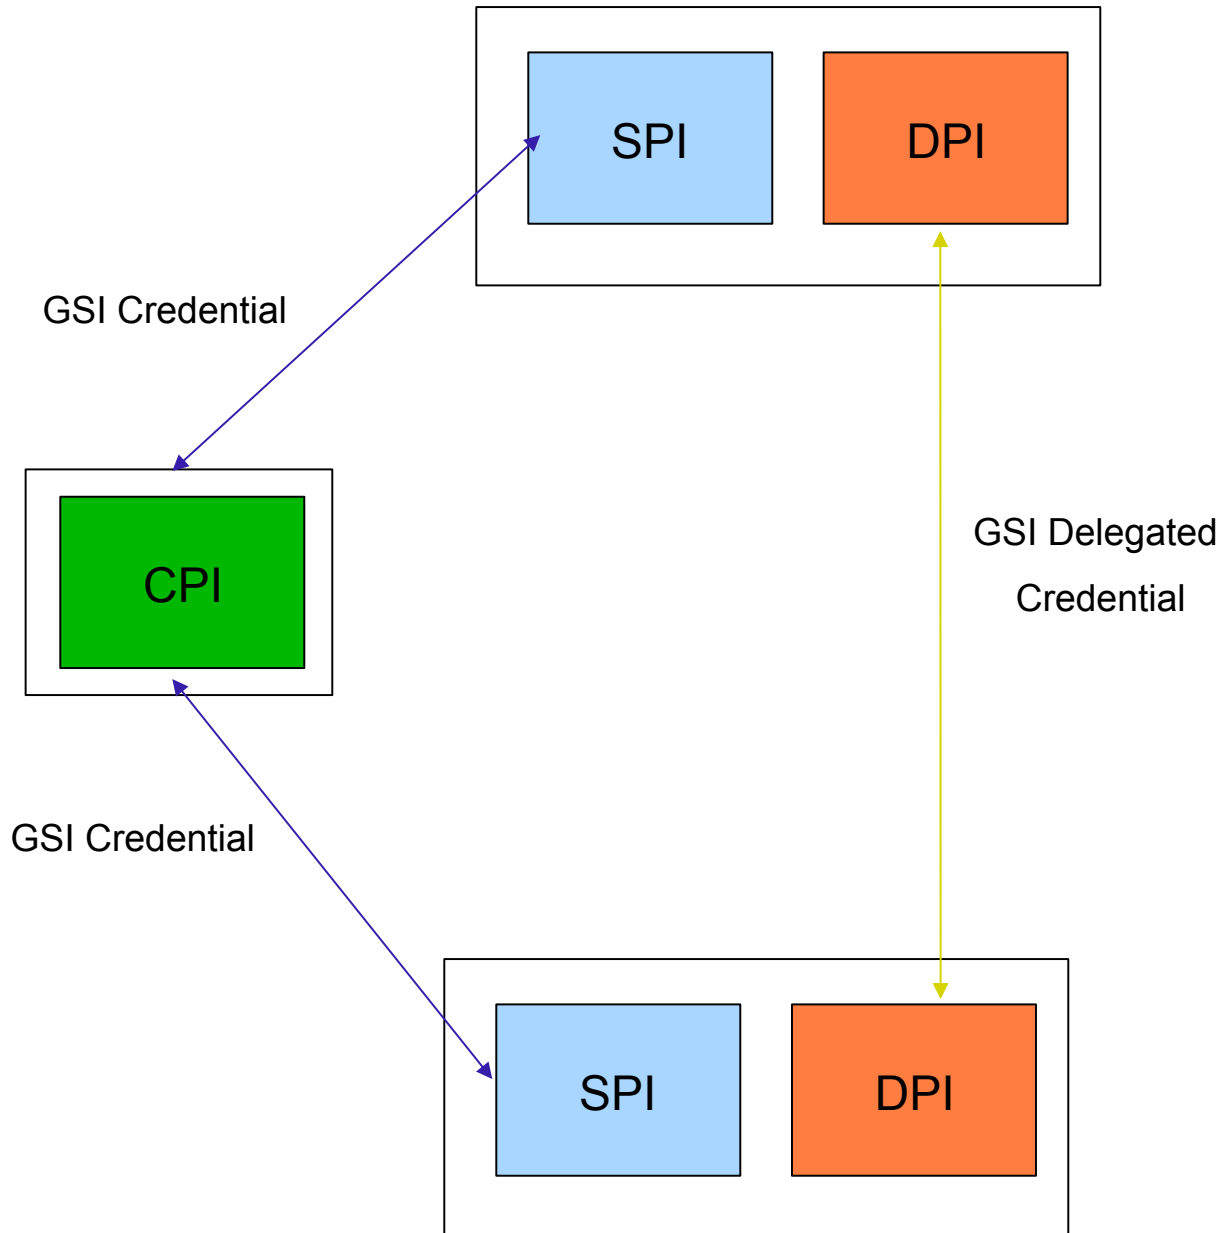 SPI
DPI
GSI Credential
CPI
GSI Delegated
Credential
GSI Credential
SPI
DPI